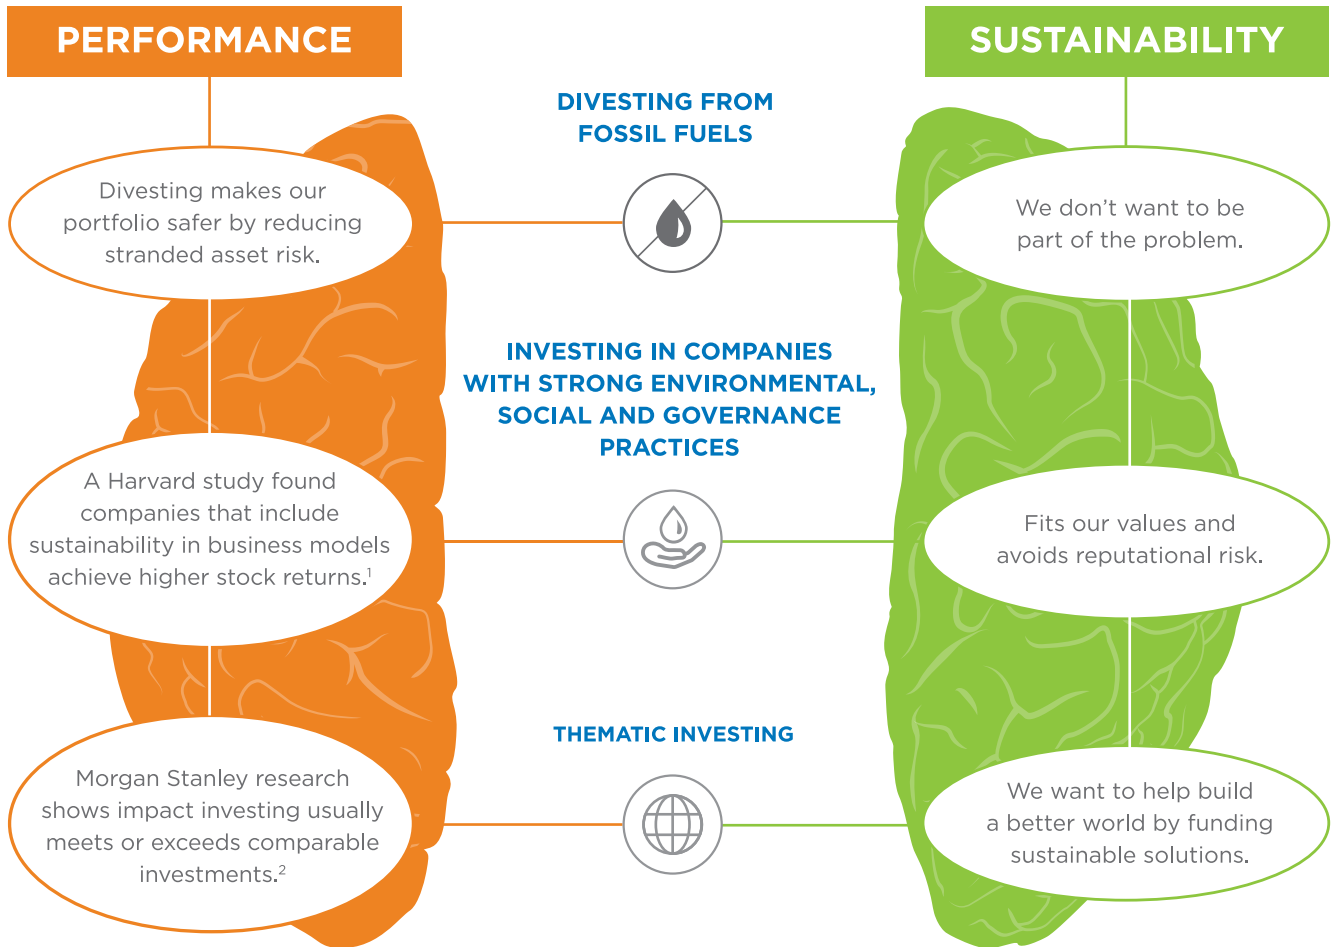 PERFORMANCE
SUSTAINABILITY
DIVESTING FROM
FOSSIL FUELS
Divesting makes our
portfolio safer by reducing
stranded asset risk.
We don’t want to be
part of the problem.
INVESTING IN COMPANIES
WITH STRONG ENVIRONMENTAL,
SOCIAL AND GOVERNANCE
PRACTICES
A Harvard study found
companies that include
sustainability in business models
achieve higher stock returns.¹
Fits our values and
avoids reputational risk.
THEMATIC INVESTING
Morgan Stanley research
shows impact investing usually
meets or exceeds comparable
investments.²
We want to help build
a better world by funding
sustainable solutions.